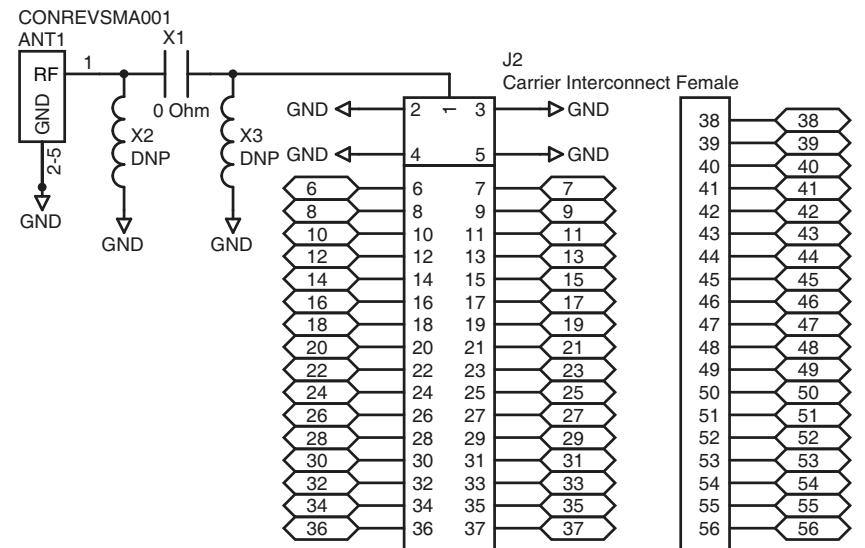 CONREVSMA001
ANT1
X1
RF
1
GND
2-5
GND
0 Ohm
X2
DNP
GND
X3
DNP
GND
J2
Carrier Interconnect Female
GND 2 1 3 GND
GND 4 5 GND
6 6 7 7
8 8 9 9
10 10 11 11
12 12 13 13
14 14 15 15
16 16 17 17
18 18 19 19
20 20 21 21
22 22 23 23
24 24 25 25
26 26 27 27
28 28 29 29
30 30 31 31
32 32 33 33
34 34 35 35
36 36 37 37
38 38
39 39
40 40
41 41
42 42
43 43
44 44
45 45
46 46
47 47
48 48
49 49
50 50
51 51
52 52
53 53
54 54
55 55
56 56